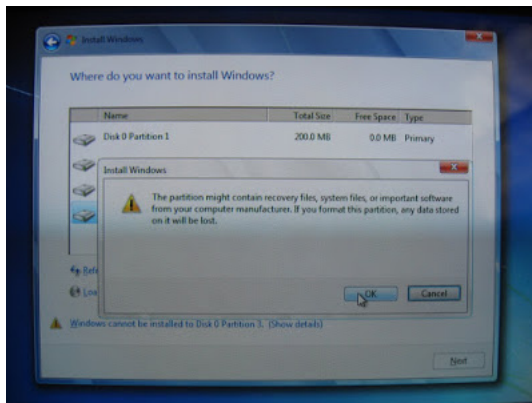 Install Windows
Where do you want to install Windows?
Name Total Size Free Space Type
Disk 0 Partition 1 200.0 MB 0.0 MB Primary
Install Windows
The partition might contain recovery files, system files, or important software
from your computer manufacturer. If you format this partition, any data stored
on it will be lost.
Refr
Loa
OK Cancel
Windows cannot be installed to Disk 0 Partition 3. (Show details)
Next